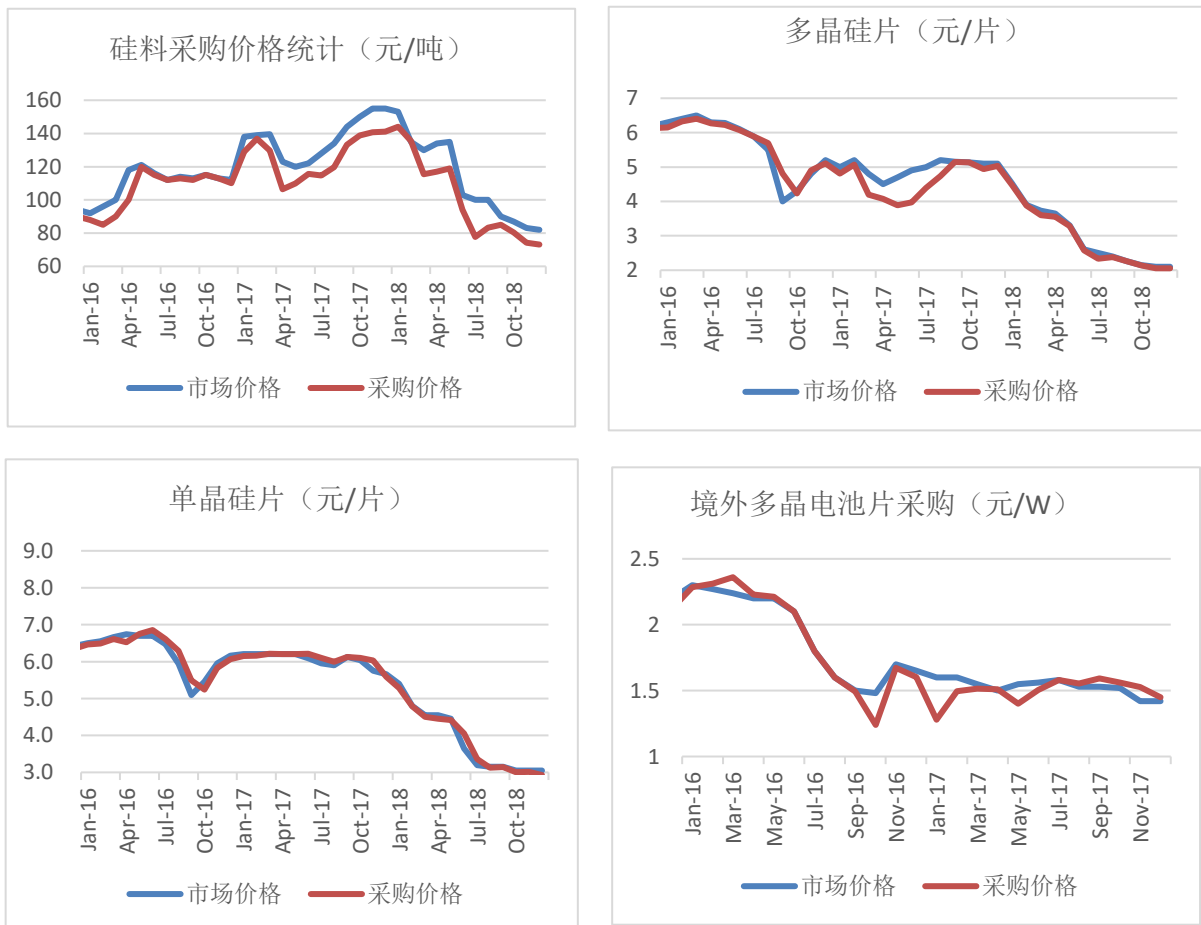 硅料采购价格统计（元/吨）
160
140
120
100
80
60
Jan-16
Apr-16
Jul-16
Oct-16
Jan-17
Apr-17
Jul-17
Oct-17
Jan-18
Apr-18
Jul-18
Oct-18
市场价格 采购价格
多晶硅片（元/片）
7
6
5
4
3
2
Jan-16
Apr-16
Jul-16
Oct-16
Jan-17
Apr-17
Jul-17
Oct-17
Jan-18
Apr-18
Jul-18
Oct-18
市场价格 采购价格
单晶硅片（元/片）
9.0
8.0
7.0
6.0
5.0
4.0
3.0
Jan-16
Apr-16
Jul-16
Oct-16
Jan-17
Apr-17
Jul-17
Oct-17
Jan-18
Apr-18
Jul-18
Oct-18
市场价格 采购价格
境外多晶电池片采购（元/W）
2.5
2
1.5
1
Jan-16
Mar-16
May-16
Jul-16
Sep-16
Nov-16
Jan-17
Mar-17
May-17
Jul-17
Sep-17
Nov-17
市场价格 采购价格